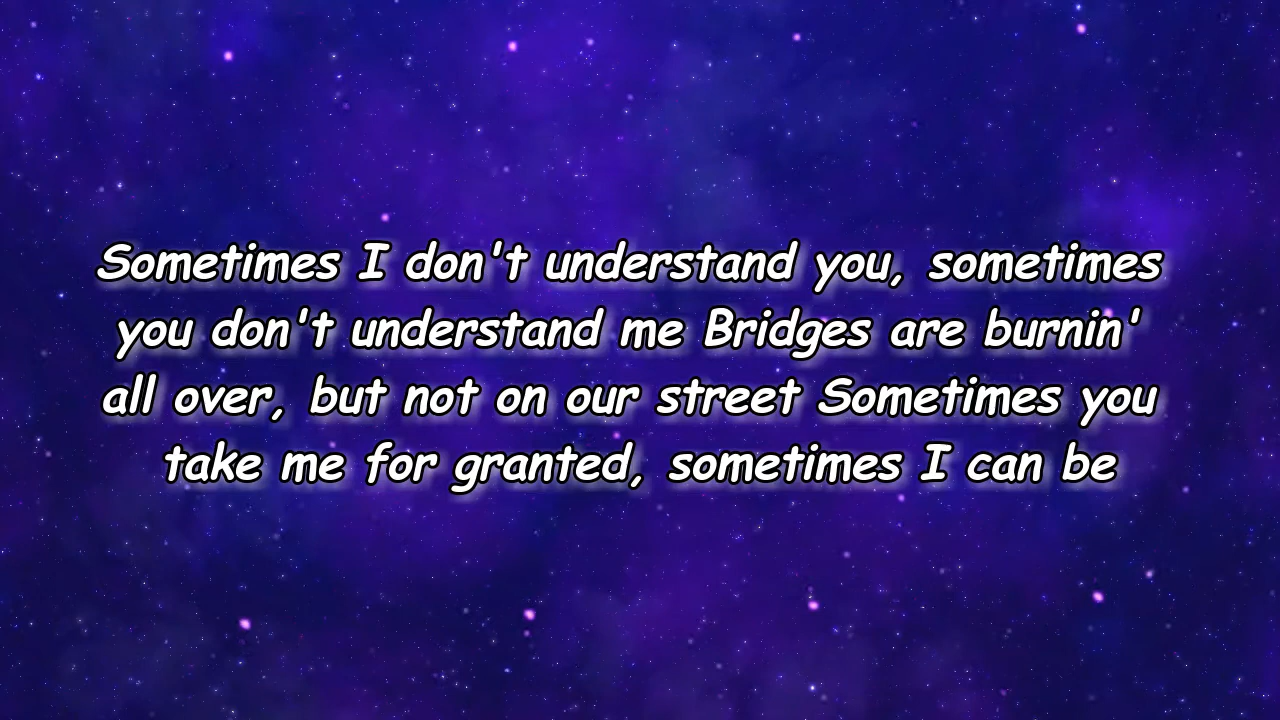 Sometimes I don't understand you, sometimes
you don't understand me Bridges are burnin'
all over, but not on our street Sometimes you
take me for granted, sometimes I can be